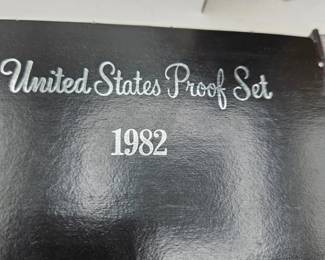 United States Proof Set
1982